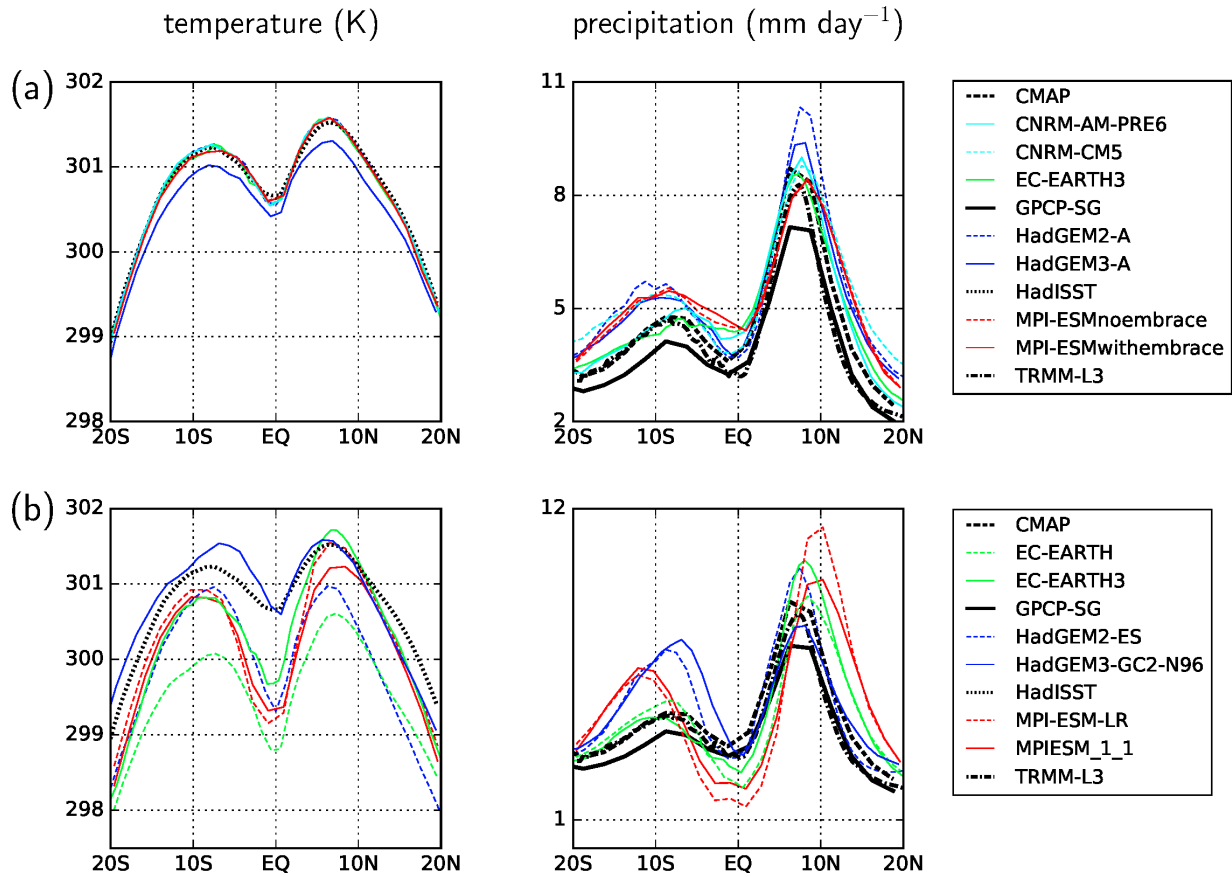 temperature (K)
precipitation (mm day⁻¹)
(a)
302
301
300
299
298
20S 10S EQ 10N 20N
11
8
5
2
20S 10S EQ 10N 20N
CMAP
CNRM-AM-PRE6
CNRM-CM5
EC-EARTH3
GPCP-SG
HadGEM2-A
HadGEM3-A
HadISST
MPI-ESMnoembrace
MPI-ESMwithembrace
TRMM-L3
(b)
302
301
300
299
298
20S 10S EQ 10N 20N
12
1
20S 10S EQ 10N 20N
CMAP
EC-EARTH
EC-EARTH3
GPCP-SG
HadGEM2-ES
HadGEM3-GC2-N96
HadISST
MPI-ESM-LR
MPIESM_1_1
TRMM-L3